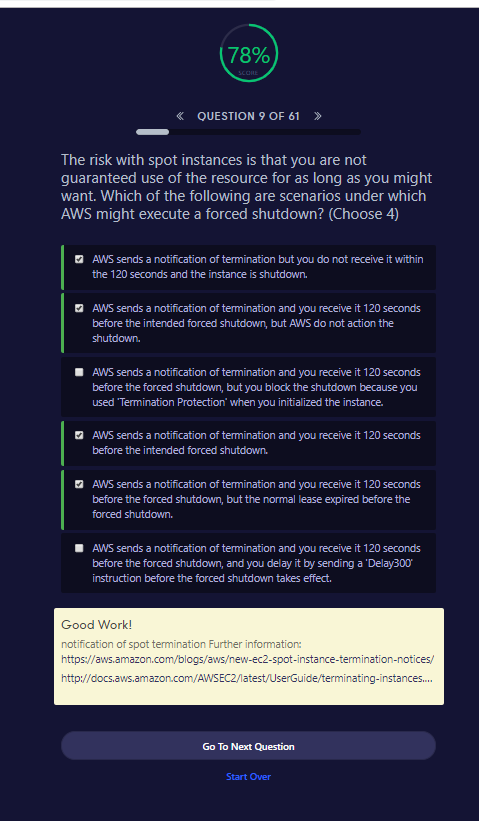 78%
SCORE
« QUESTION 9 OF 61 »
The risk with spot instances is that you are not
guaranteed use of the resource for as long as you might
want. Which of the following are scenarios under which
AWS might execute a forced shutdown? (Choose 4)
AWS sends a notification of termination but you do not receive it within
the 120 seconds and the instance is shutdown.
AWS sends a notification of termination and you receive it 120 seconds
before the intended forced shutdown, but AWS do not action the
shutdown.
AWS sends a notification of termination and you receive it 120 seconds
before the forced shutdown, but you block the shutdown because you
used 'Termination Protection' when you initialized the instance.
AWS sends a notification of termination and you receive it 120 seconds
before the intended forced shutdown.
AWS sends a notification of termination and you receive it 120 seconds
before the forced shutdown, but the normal lease expired before the
forced shutdown.
AWS sends a notification of termination and you receive it 120 seconds
before the forced shutdown, and you delay it by sending a 'Delay300'
instruction before the forced shutdown takes effect.
Good Work!
notification of spot termination Further information:
https://aws.amazon.com/blogs/aws/new-ec2-spot-instance-termination-notices/
http://docs.aws.amazon.com/AWSEC2/latest/UserGuide/terminating-instances....
Go To Next Question
Start Over